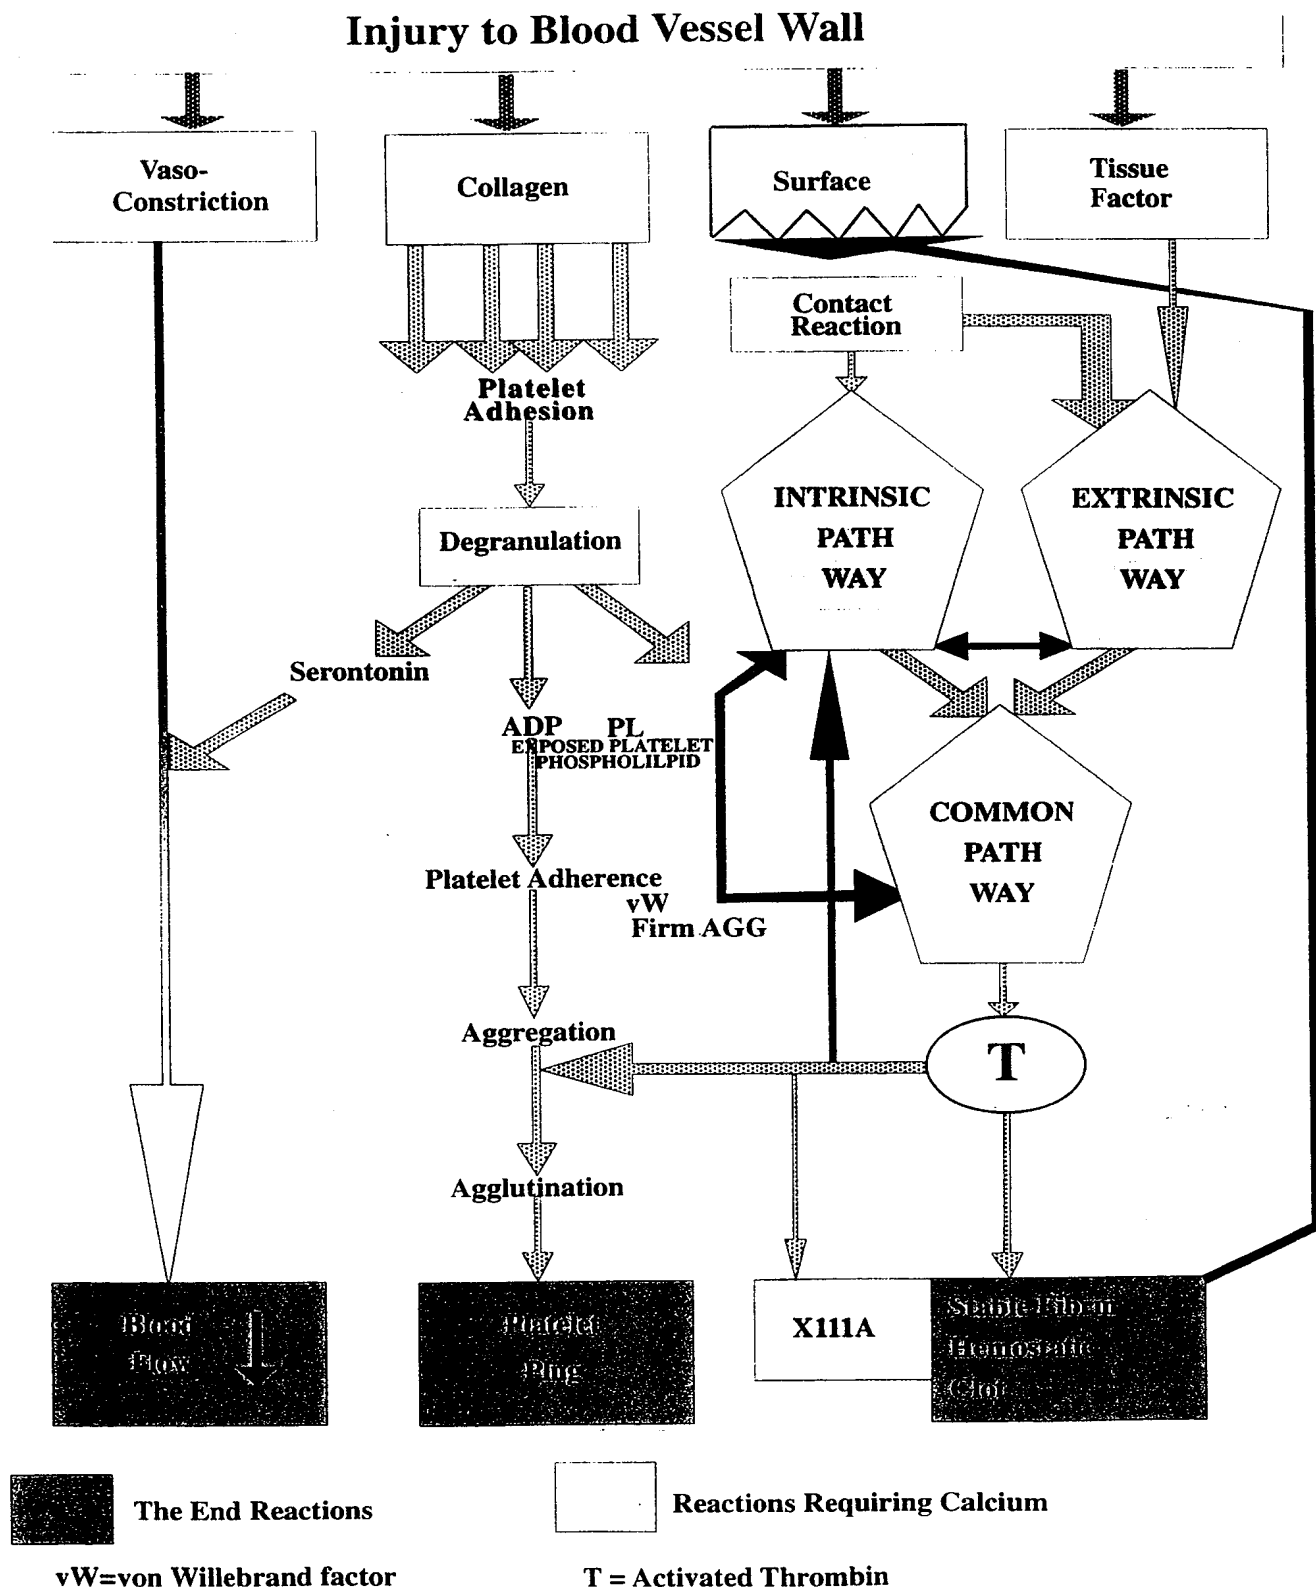 Injury to Blood Vessel Wall
Vaso-
Constriction
Collagen
Surface
Tissue
Factor
Contact
Reaction
Platelet
Adhesion
INTRINSIC
PATH
WAY
EXTRINSIC
PATH
WAY
Degranulation
Serontonin
ADP PL
EXPOSED PLATELET
PHOSPHOLILPID
COMMON
PATH
WAY
Platelet Adherence
vW
Firm AGG
Aggregation
T
Agglutination
Blood
Flow
Platelet
Plug
X111A
Stable Fibrin
Hemostatic
Clot
The End Reactions
Reactions Requiring Calcium
vW=von Willebrand factor
T = Activated Thrombin